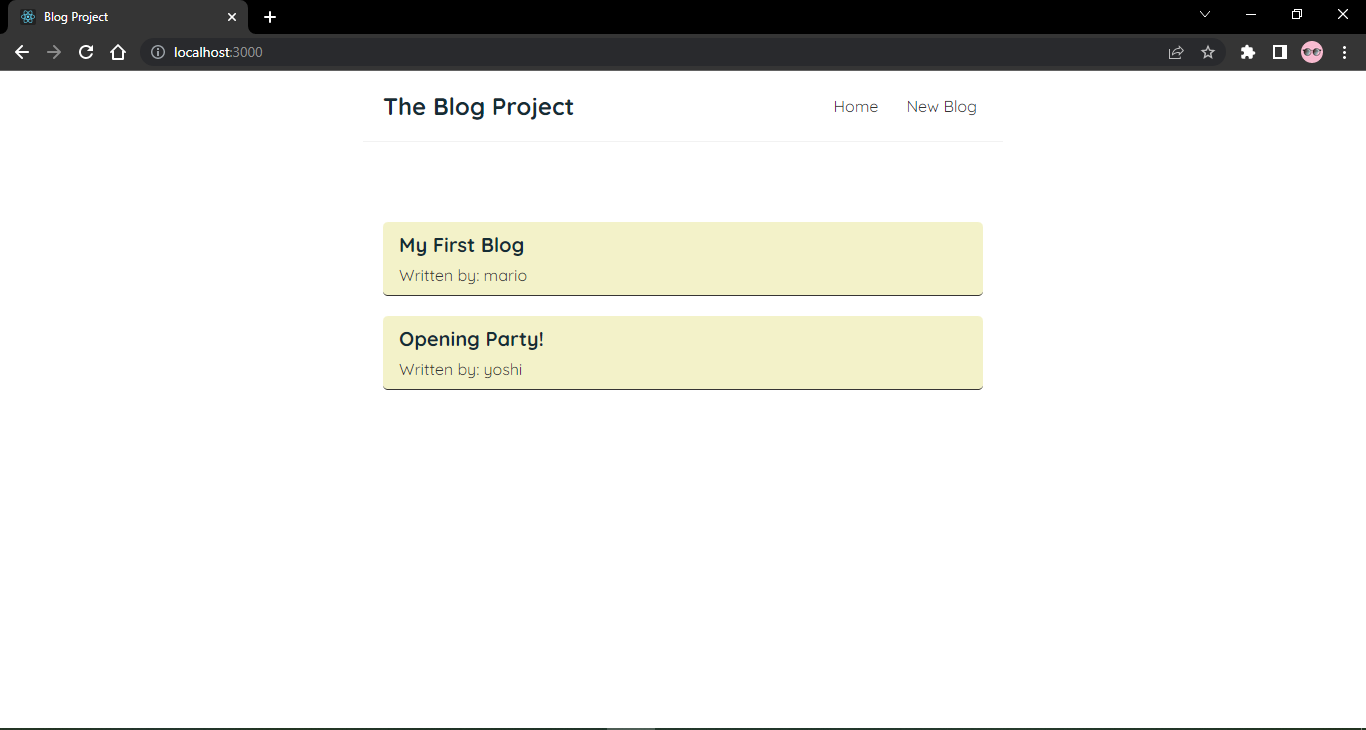 Blog Project
localhost:3000
The Blog Project
Home
New Blog
My First Blog
Written by: mario
Opening Party!
Written by: yoshi